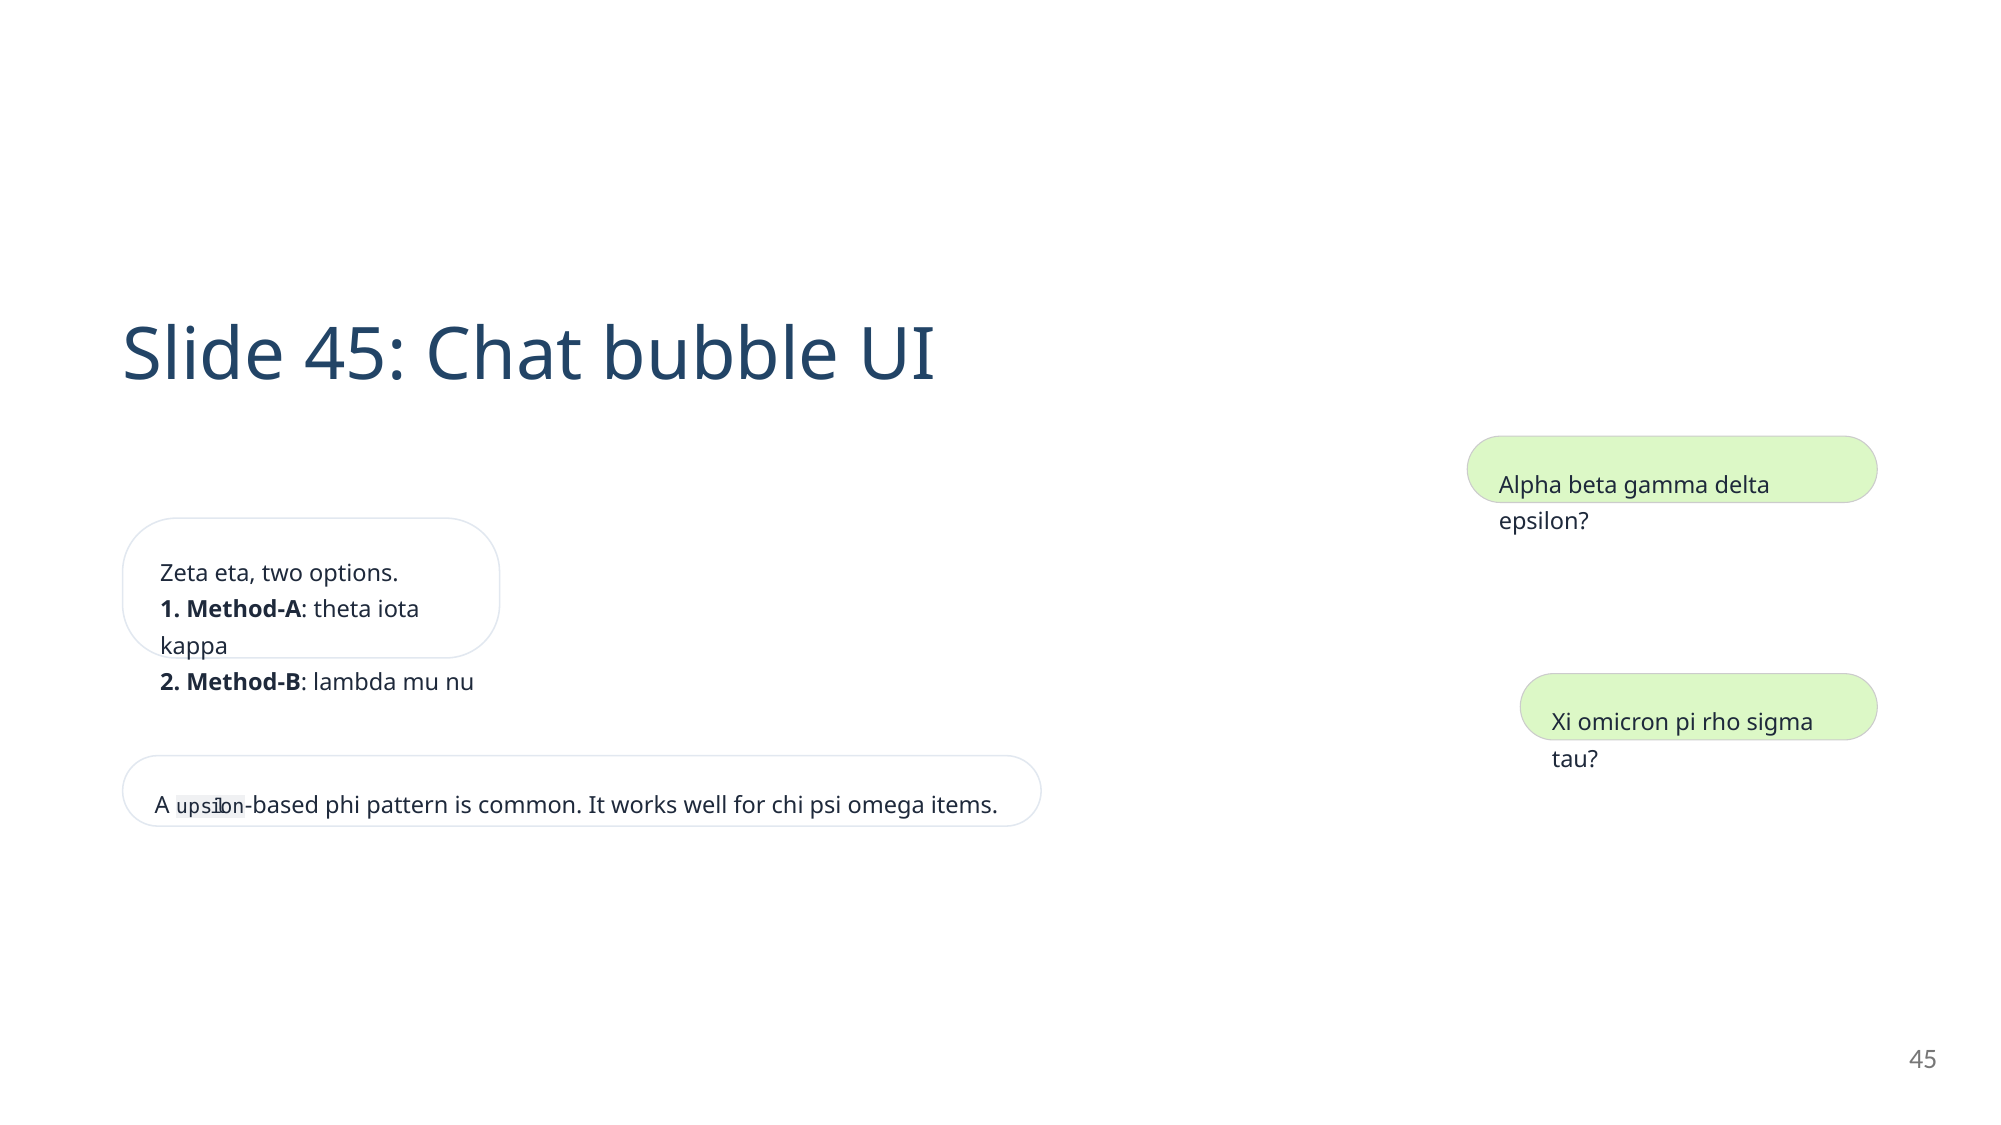 Slide 45: Chat bubble UI
Alpha beta gamma delta
epsilon?
Zeta eta, two options.
1. Method-A: theta iota
kappa
2. Method-B: lambda mu nu
Xi omicron pi rho sigma
tau?
A upsilon-based phi pattern is common. It works well for chi psi omega items.
45